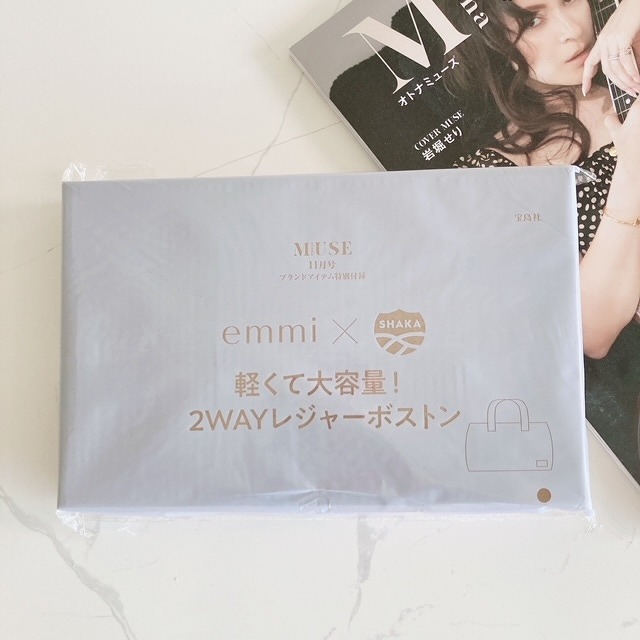 M
na
オトナミューズ
COVER MUSE
岩堀せり
宝島社
MUSE
11月号
ブランドアイテム特別付録
emmi × SHAKA
軽くて大容量！
2WAYレジャーボストン